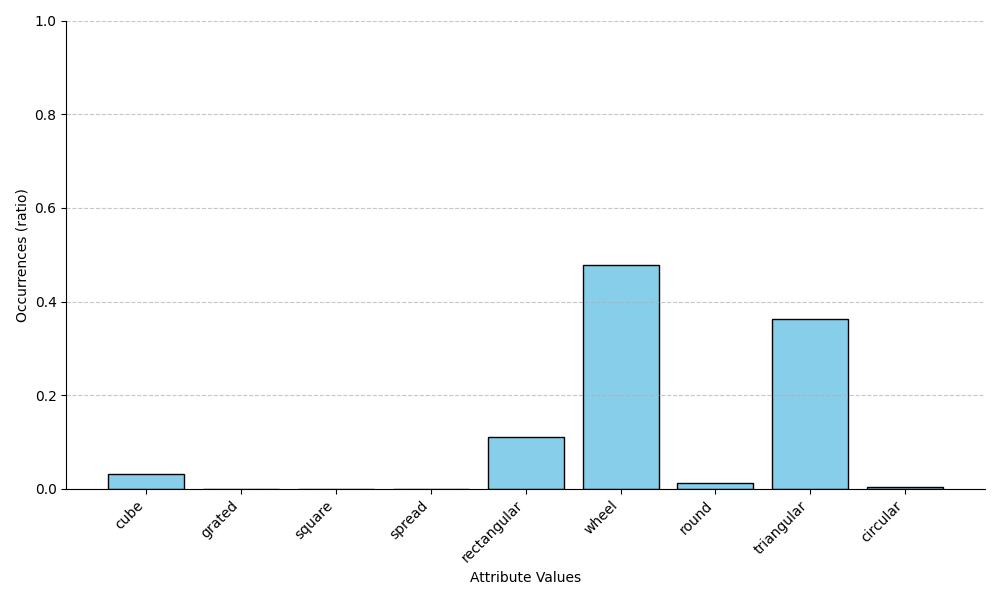 1.0
0.8
0.6
0.4
0.2
0.0
Occurrences (ratio)
cube
grated
square
spread
rectangular
wheel
round
triangular
circular
Attribute Values